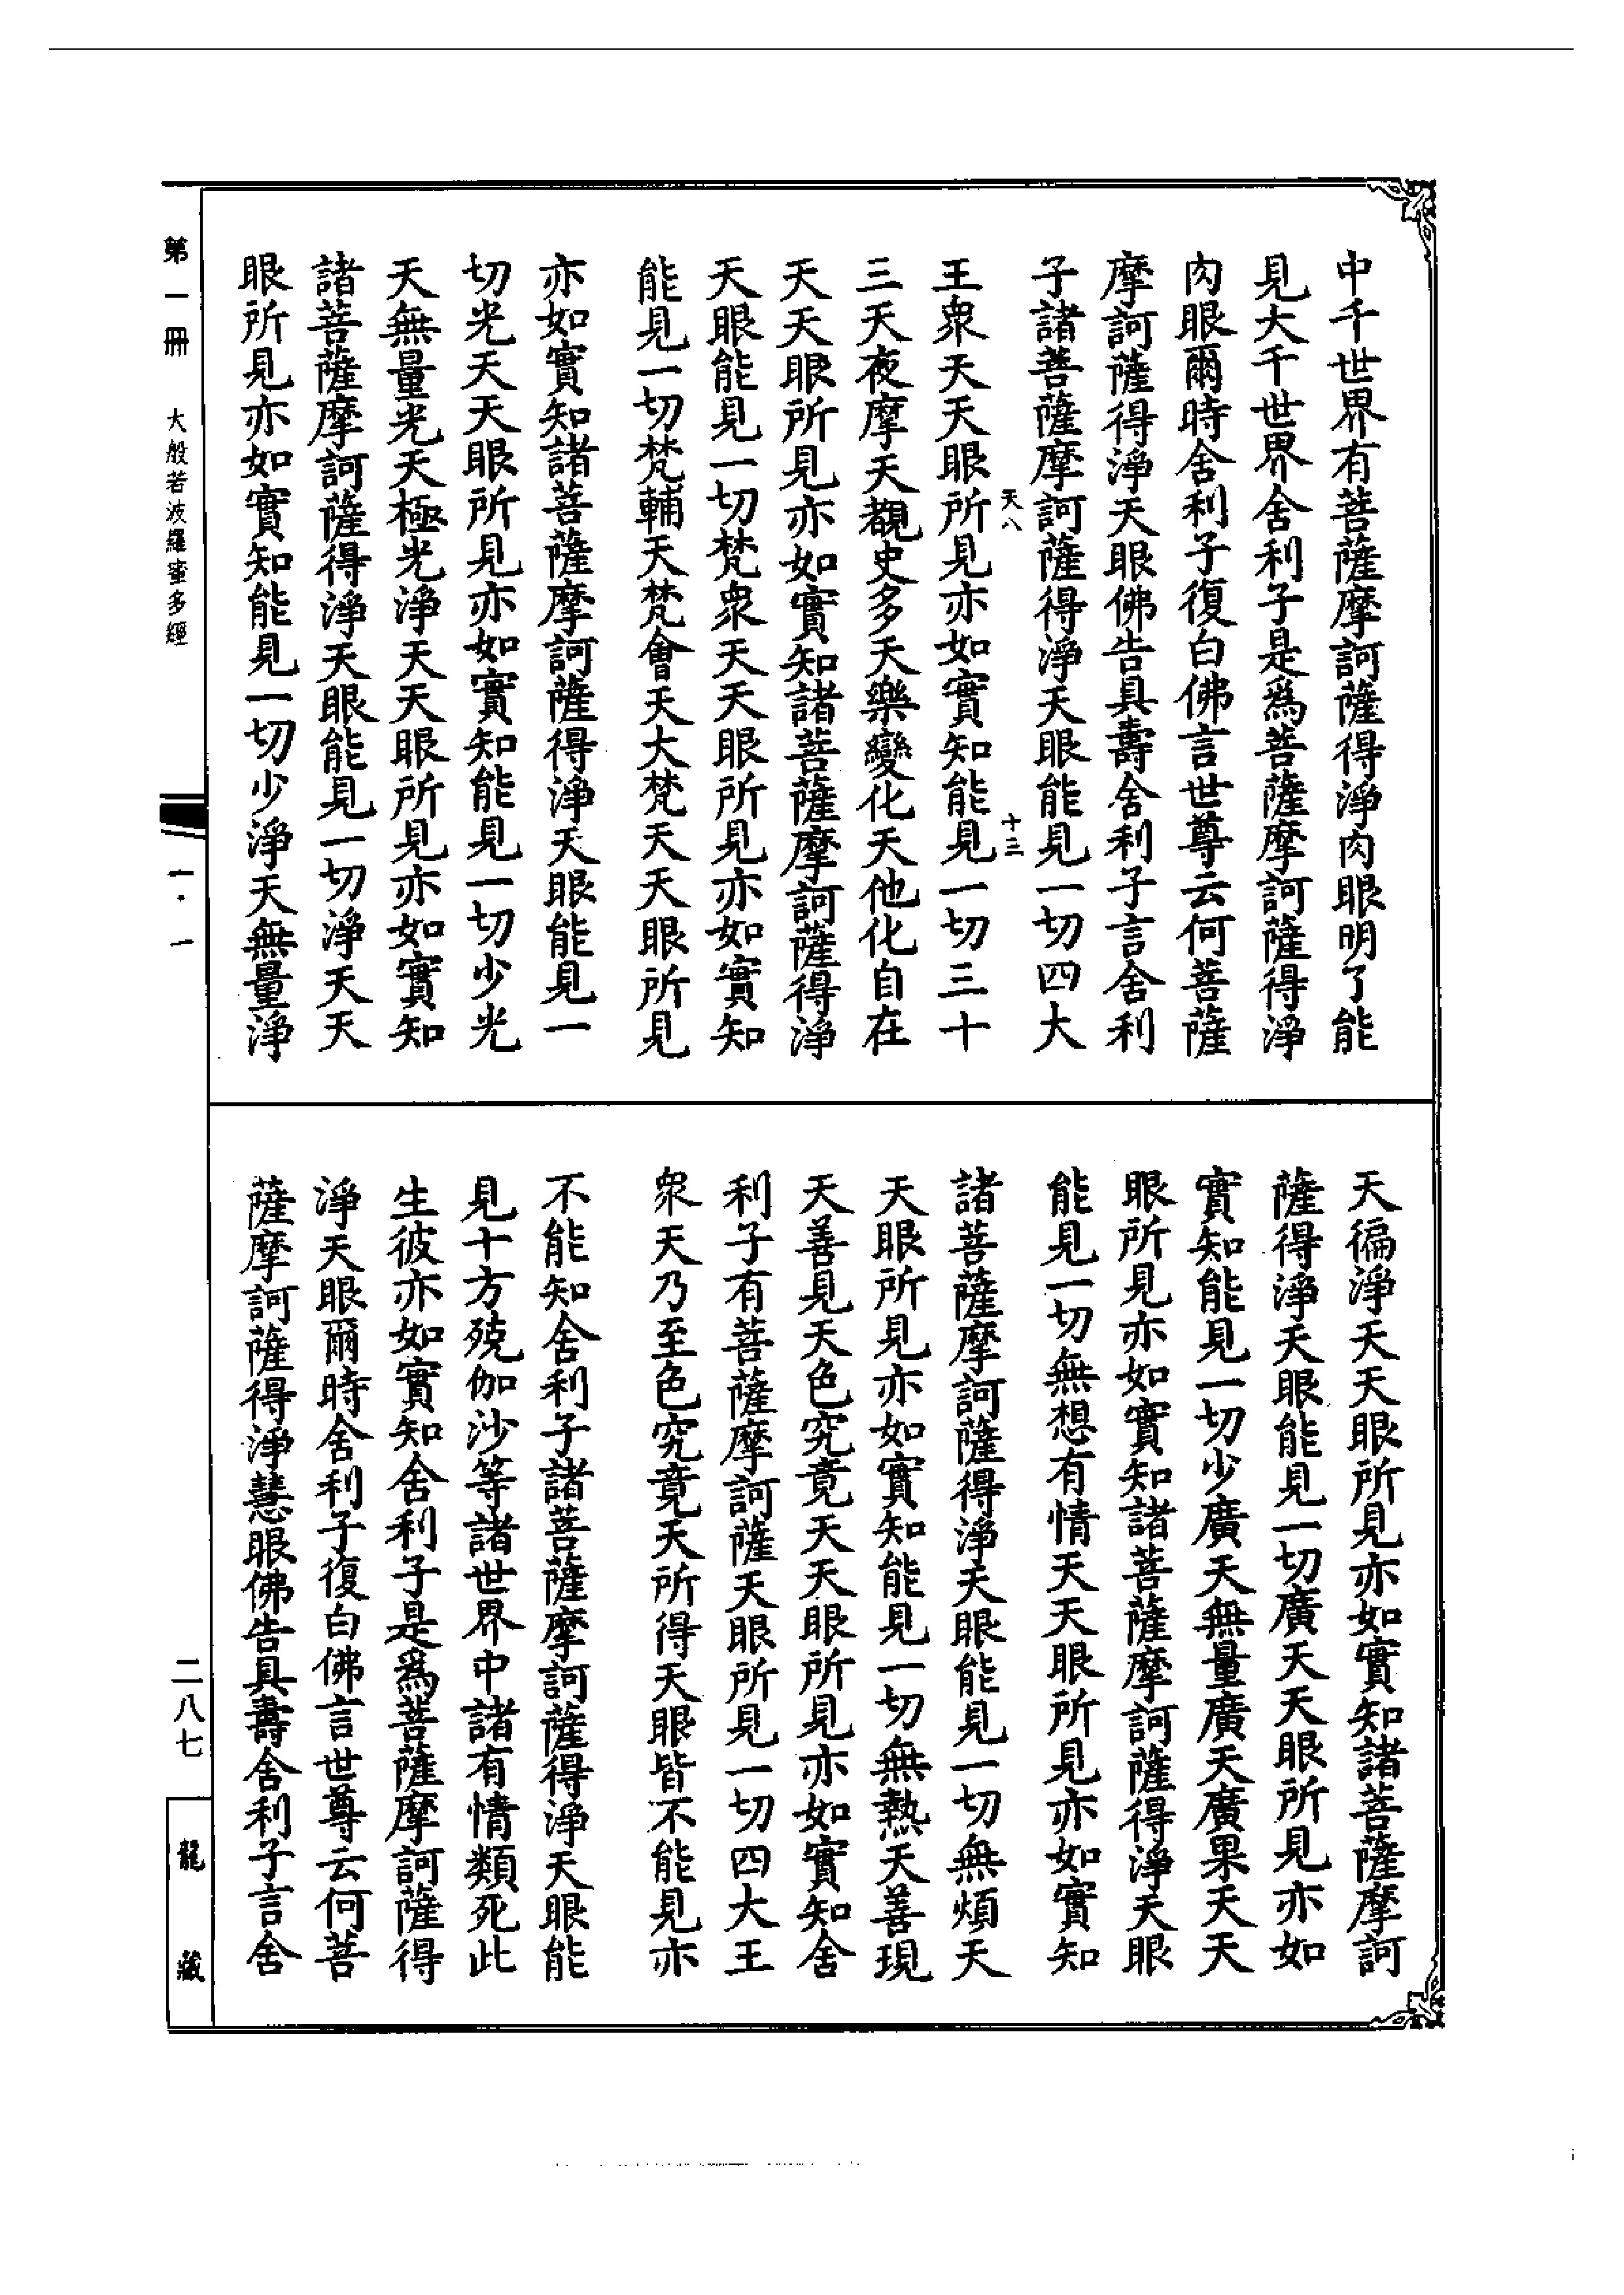 中千世界有菩薩摩訶薩得淨肉眼明了能
見大千世界舍利子是爲菩薩摩訶薩得淨
肉眼爾時舍利子復白佛言世尊云何菩薩
摩訶薩得淨天眼佛告具壽舍利子言舍利
子諸菩薩摩訶薩得淨天眼能見一切四大
天八 十三
王衆天天眼所見亦如實知能見一切三十
三天夜摩天覩史多天樂變化天他化自在
天天眼所見亦如實知諸菩薩摩訶薩得淨
天眼能見一切梵衆天天眼所見亦如實知
能見一切梵輔天梵會天大梵天天眼所見
亦如實知諸菩薩摩訶薩得淨天眼能見一
切光天天眼所見亦如實知能見一切少光
天無量光天極光淨天天眼所見亦如實知
諸菩薩摩訶薩得淨天眼能見一切淨天天
眼所見亦如實知能見一切少淨天無量淨
天徧淨天天眼所見亦如實知諸菩薩摩訶
薩得淨天眼能見一切廣天天眼所見亦如
實知能見一切少廣天無量廣天廣果天天
眼所見亦如實知諸菩薩摩訶薩得淨天眼
能見一切無想有情天天眼所見亦如實知
諸菩薩摩訶薩得淨天眼能見一切無煩天
天眼所見亦如實知能見一切無熱天善現
天善見天色究竟天天眼所見亦如實知舍
利子有菩薩摩訶薩天眼所見一切四大王
衆天乃至色究竟天所得天眼皆不能見亦
不能知舍利子諸菩薩摩訶薩得淨天眼能
見十方殑伽沙等諸世界中諸有情類死此
生彼亦如實知舍利子是爲菩薩摩訶薩得
淨天眼爾時舍利子復白佛言世尊云何菩
薩摩訶薩得淨慧眼佛告具壽舍利子言舍
第一冊 大般若波羅蜜多經
一·一
二八七
龍藏